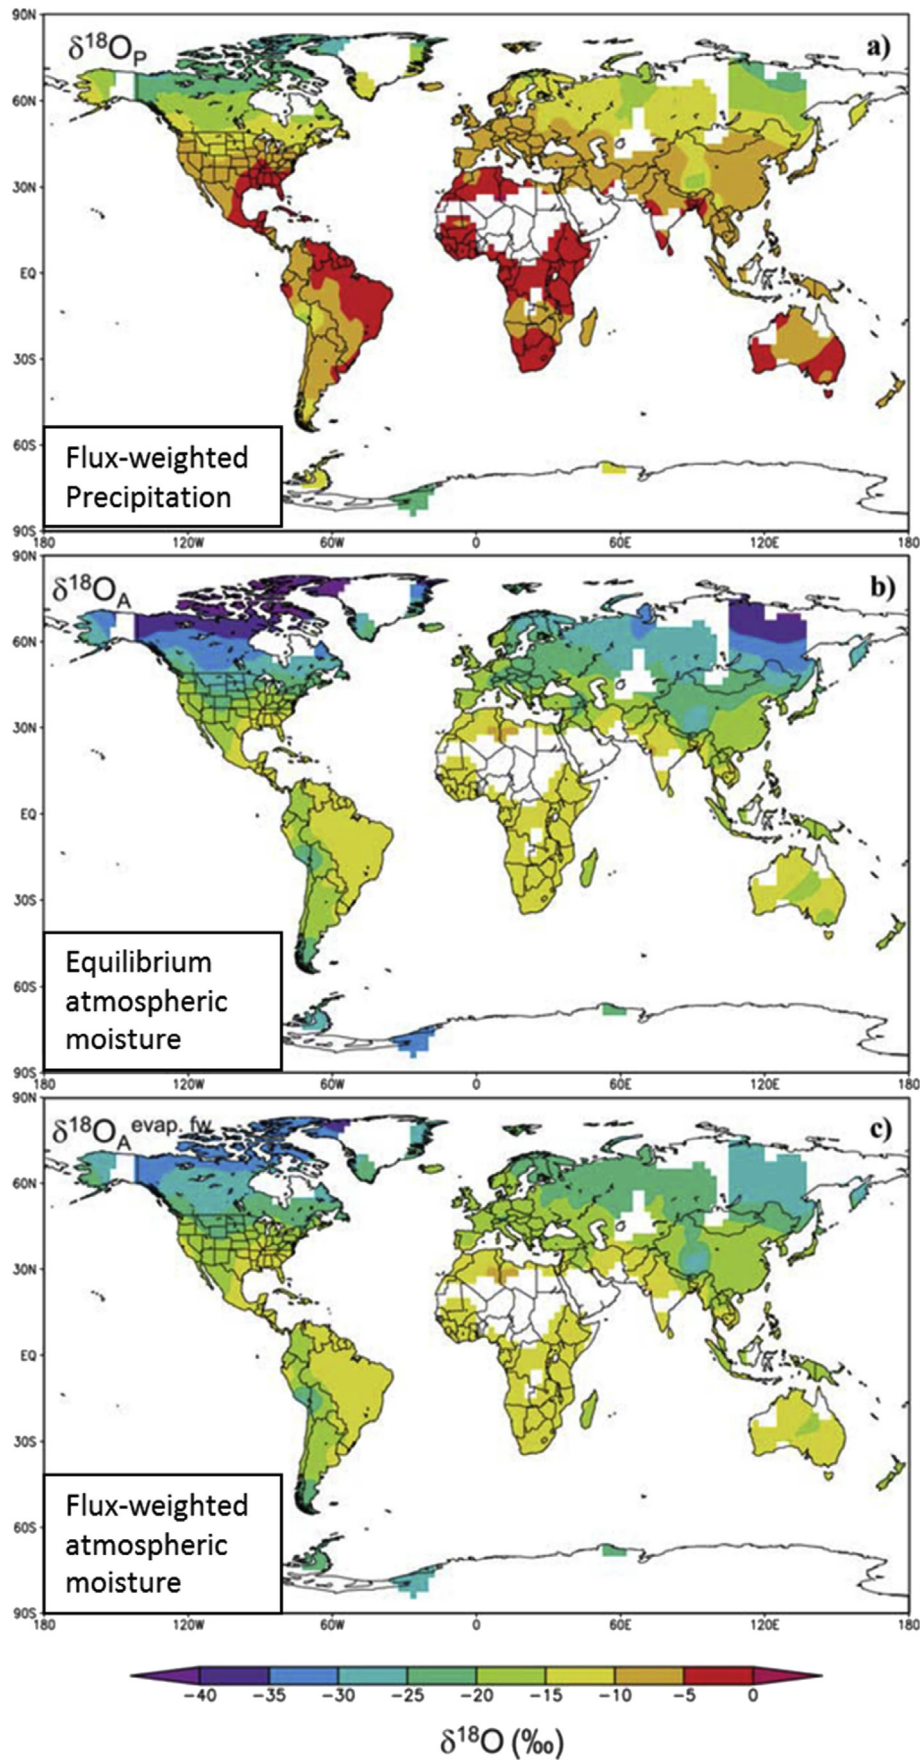 90N
δ18OP
a)
60N
30N
EQ
30S
60S
Flux-weighted
Precipitation
90S
180 120W 60W 0 60E 120E 180
90N
δ18OA
b)
60N
30N
EQ
30S
60S
Equilibrium
atmospheric
moisture
90S
180 120W 60W 0 60E 120E 180
90N
δ18OA evap. fw
c)
60N
30N
EQ
30S
60S
Flux-weighted
atmospheric
moisture
90S
180 120W 60W 0 60E 120E 180
−40 −35 −30 −25 −20 −15 −10 −5 0
δ18O (‰)